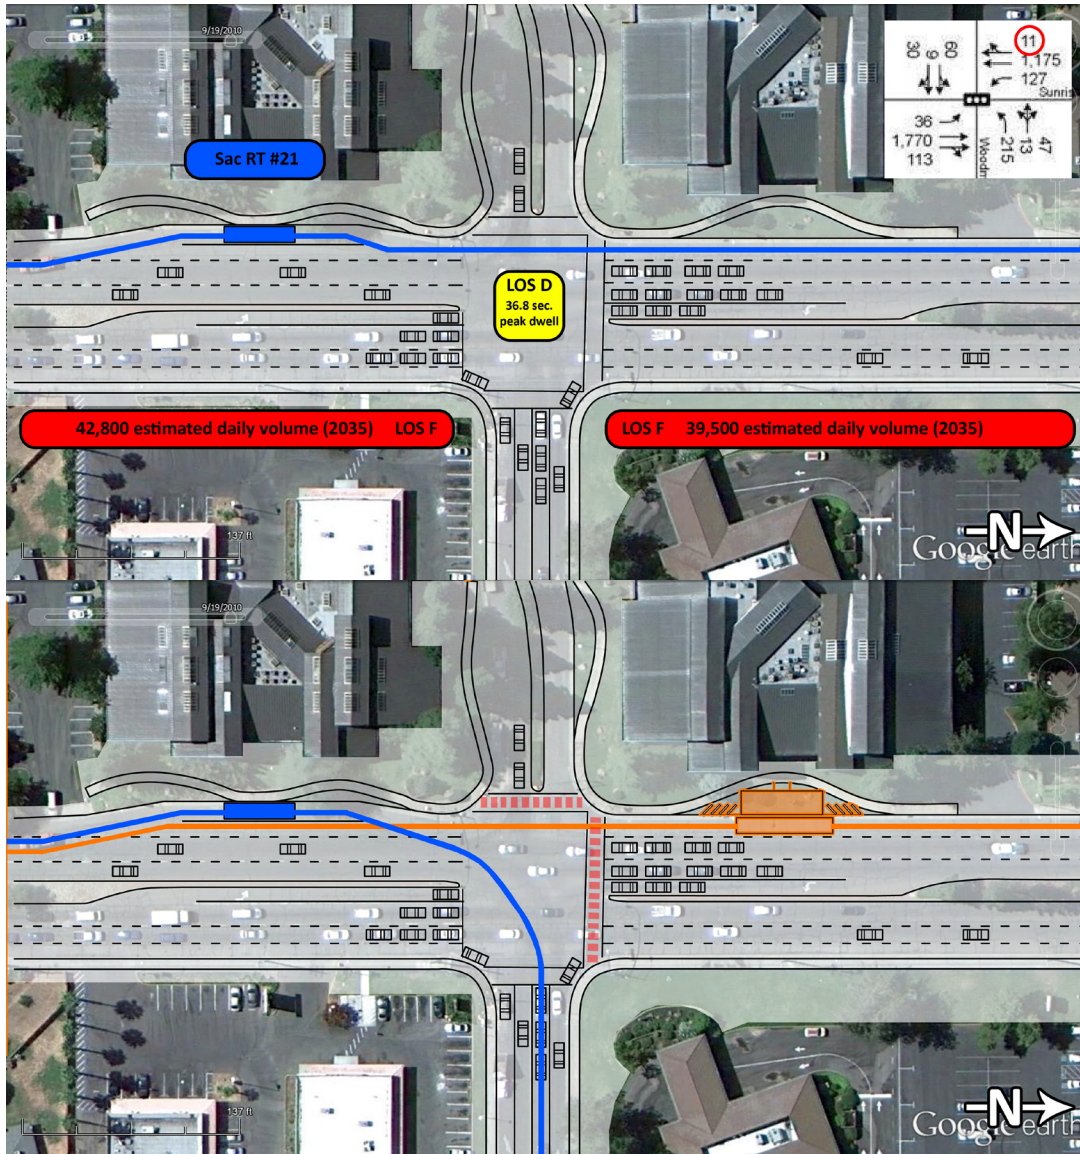 9/19/2010
Sac RT #21
11
30
9
60
1,175
127
Sunris
36
1,770
113
Woodm
215
13
47
LOS D
36.8 sec.
peak dwell
42,800 estimated daily volume (2035) LOS F
LOS F 39,500 estimated daily volume (2035)
137 ft
N
Google earth
9/19/2010
137 ft
N
Google earth